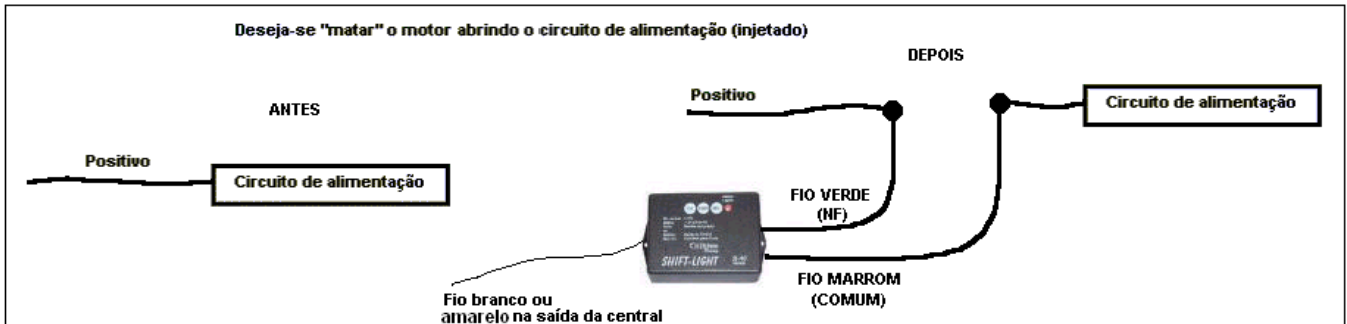 Deseja-se "matar" o motor abrindo o circuito de alimentação (injetado)
DEPOIS
ANTES
Positivo
Circuito de alimentação
Positivo
Circuito de alimentação
FIO VERDE
(NF)
SHIFT-LIGHT
FIO MARROM
(COMUM)
Fio branco ou
amarelo na saída da central